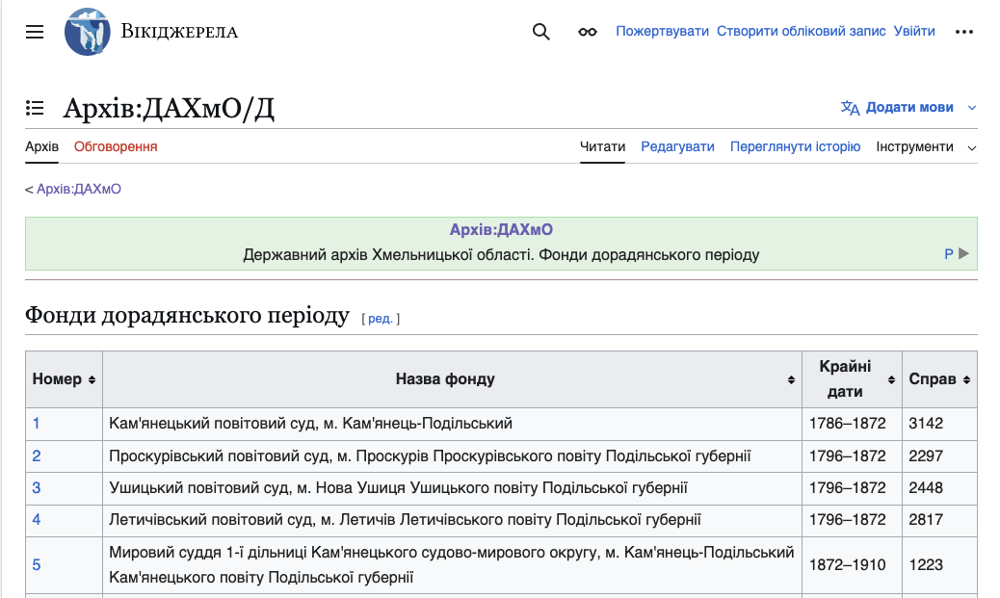 Вікіджерела
Пожертвувати Створити обліковий запис Увійти
Архів:ДАХмО/Д
Додати мови
Архів Обговорення Читати Редагувати Переглянути історію Інструменти
< Архів:ДАХмО
Архів:ДАХмО
Державний архів Хмельницької області. Фонди дорадянського періоду Р ▶
Фонди дорадянського періоду [ ред. ]
Номер Назва фонду Крайні дати Справ
1 Кам'янецький повітовий суд, м. Кам'янець-Подільський 1786–1872 3142
2 Проскурівський повітовий суд, м. Проскурів Проскурівського повіту Подільської губернії 1796–1872 2297
3 Ушицький повітовий суд, м. Нова Ушиця Ушицького повіту Подільської губернії 1796–1872 2448
4 Летичівський повітовий суд, м. Летичів Летичівського повіту Подільської губернії 1796–1872 2817
5 Мировий суддя 1-ї дільниці Кам'янецького судово-мирового округу, м. Кам'янець-Подільський
Кам'янецького повіту Подільської губернії 1872–1910 1223